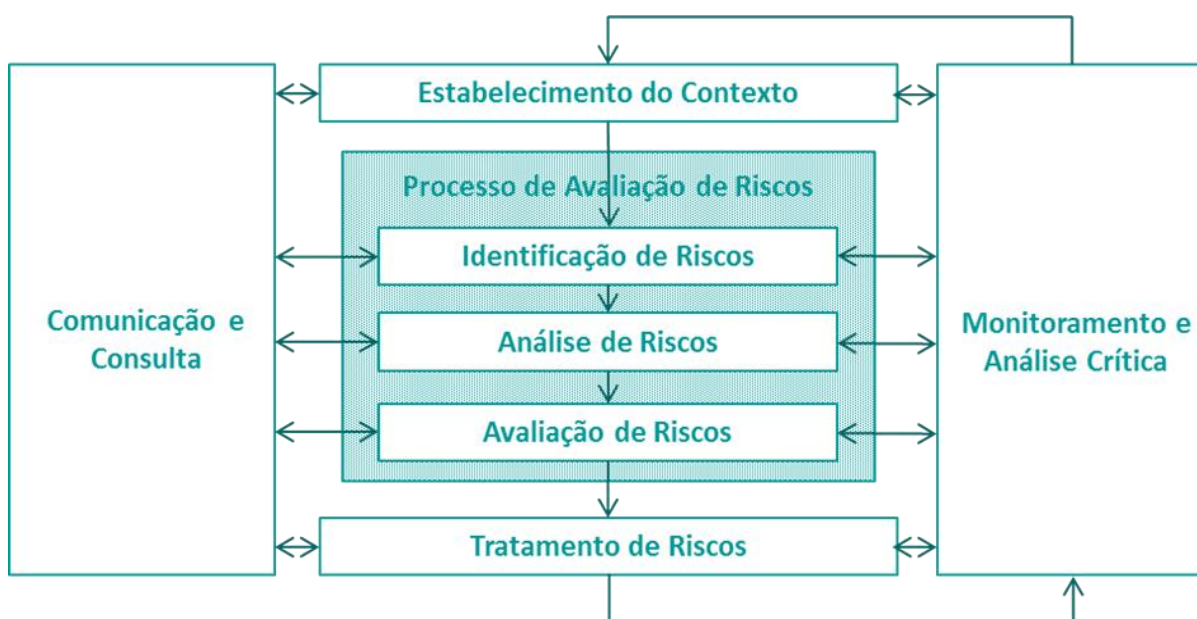 Estabelecimento do Contexto
Processo de Avaliação de Riscos
Identificação de Riscos
Comunicação e
Consulta
Análise de Riscos
Monitoramento e
Análise Crítica
Avaliação de Riscos
Tratamento de Riscos